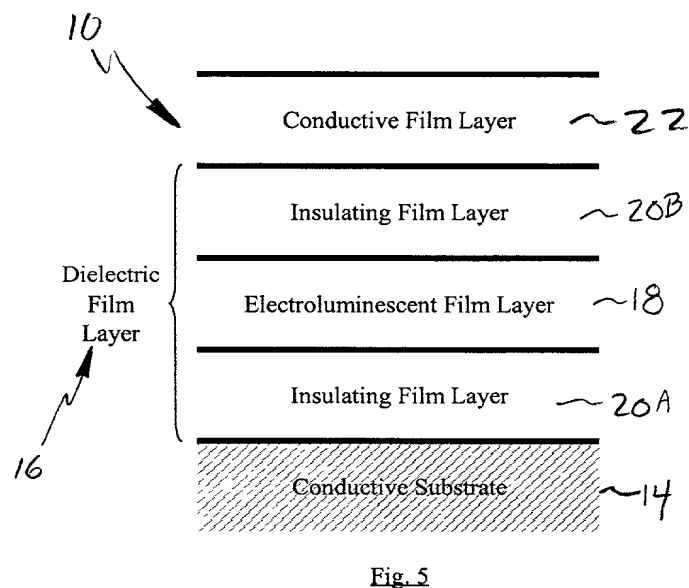 10
Conductive Film Layer 22
Insulating Film Layer 20B
Dielectric
Film
Layer
Electroluminescent Film Layer 18
Insulating Film Layer 20A
16
Conductive Substrate 14
Fig. 5